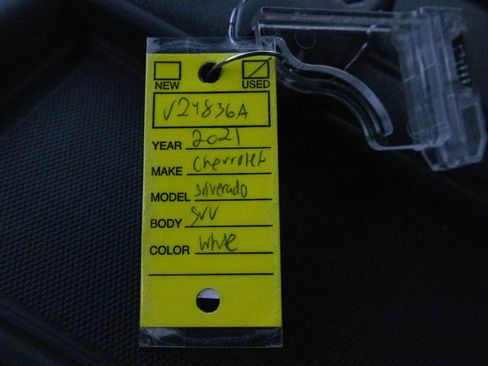 NEW USED
V24836A
YEAR 2021
MAKE Chevrolet
MODEL Silverado
BODY SUV
COLOR White